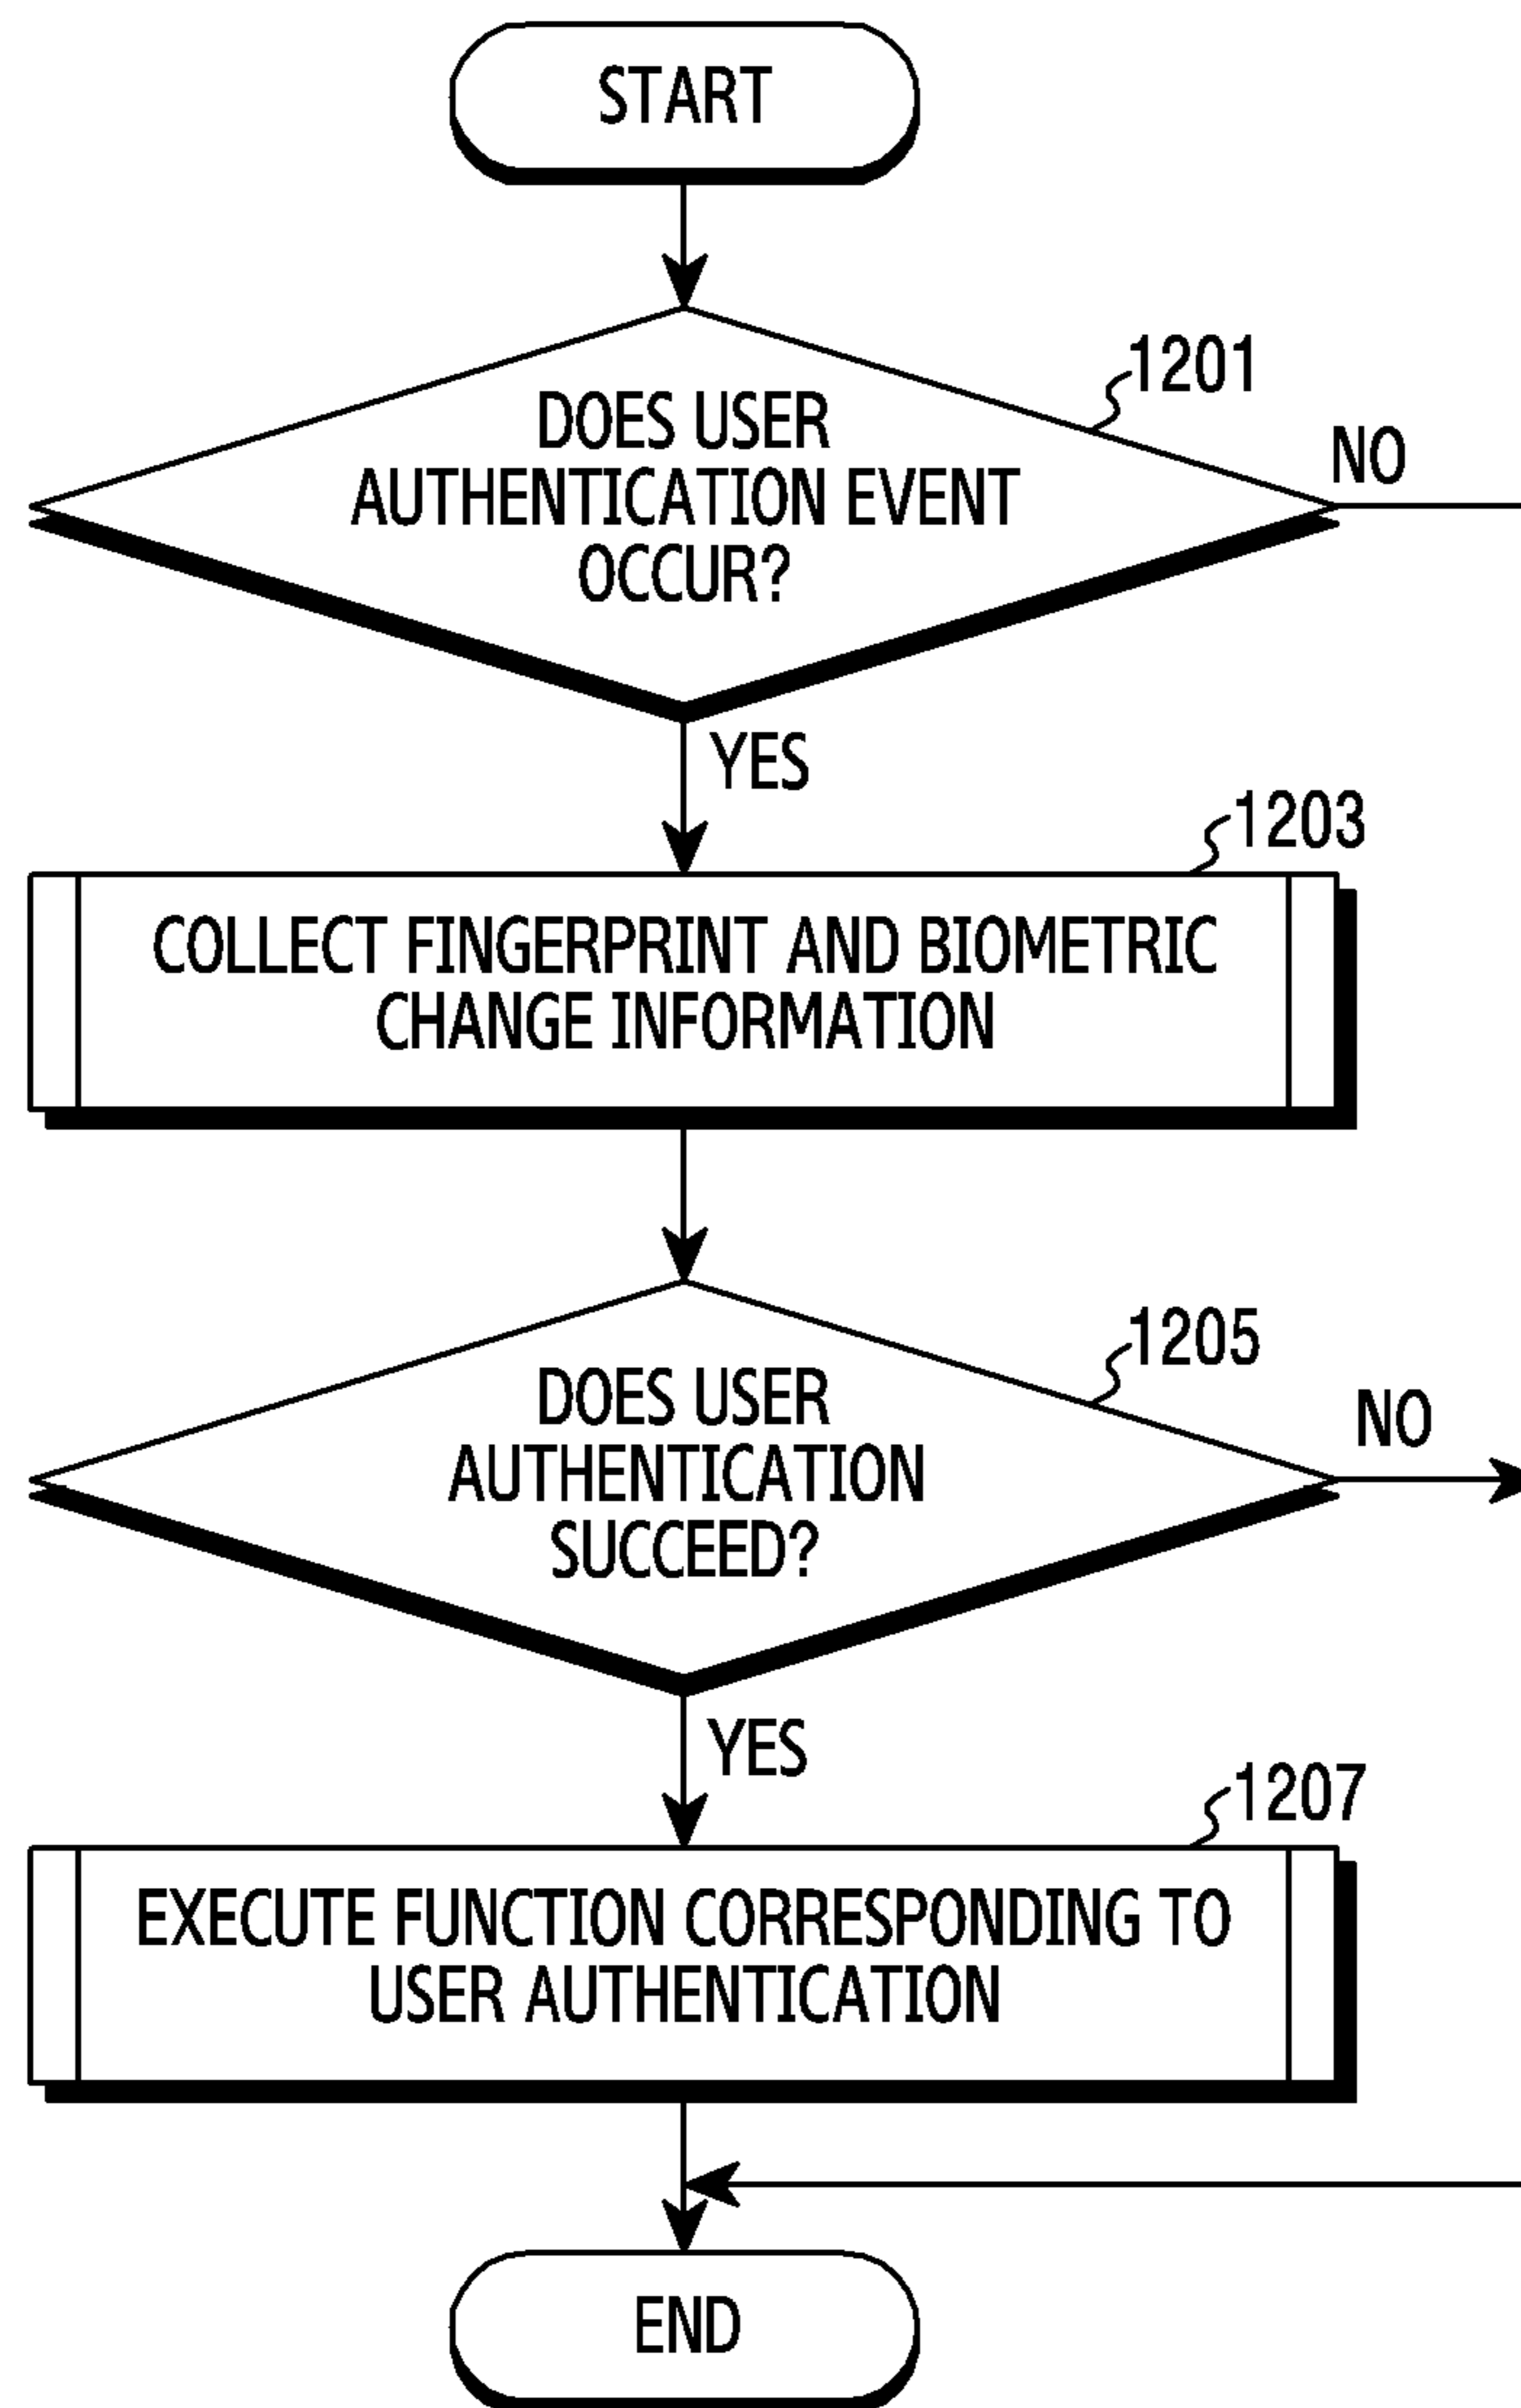 START
1201
DOES USER
AUTHENTICATION EVENT
OCCUR?
NO
YES
1203
COLLECT FINGERPRINT AND BIOMETRIC
CHANGE INFORMATION
1205
DOES USER
AUTHENTICATION
SUCCEED?
NO
YES
1207
EXECUTE FUNCTION CORRESPONDING TO
USER AUTHENTICATION
END